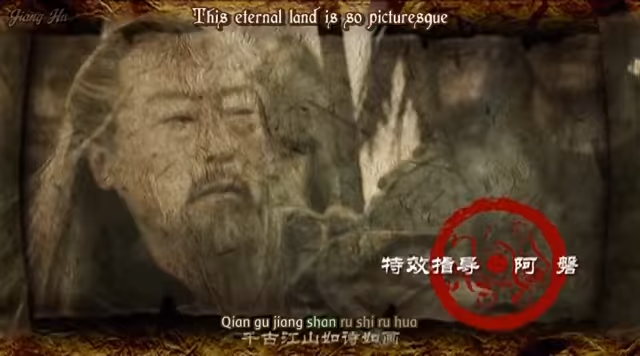 Jiang Hu
This eternal land is so picturesque
特效指导 阿 磐
Qian gu jiang shan ru shi ru hua
千古江山如诗如画